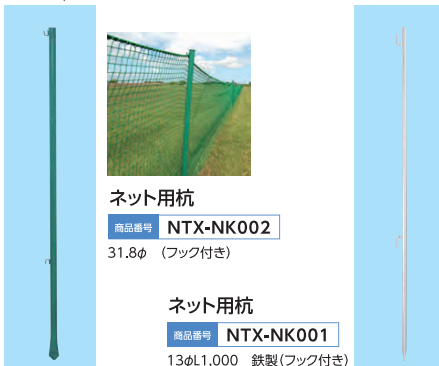 ネット用杭
商品番号 NTX-NK002
31.8φ (フック付き)
ネット用杭
商品番号 NTX-NK001
13φL1,000 鉄製(フック付き)